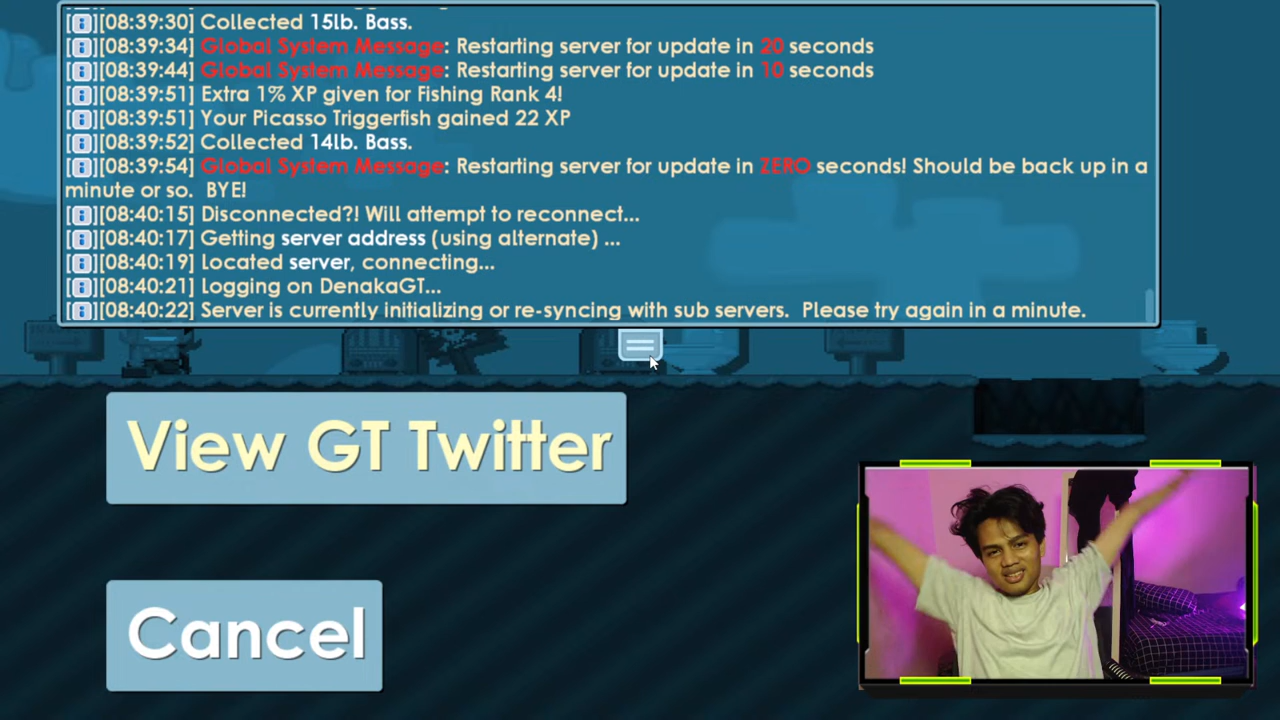 [i][08:39:30] Collected 15lb. Bass.
[i][08:39:34] Global System Message: Restarting server for update in 20 seconds
[i][08:39:44] Global System Message: Restarting server for update in 10 seconds
[i][08:39:51] Extra 1% XP given for Fishing Rank 4!
[i][08:39:51] Your Picasso Triggerfish gained 22 XP
[i][08:39:52] Collected 14lb. Bass.
[i][08:39:54] Global System Message: Restarting server for update in ZERO seconds! Should be back up in a
minute or so.  BYE!
[i][08:40:15] Disconnected?! Will attempt to reconnect...
[i][08:40:17] Getting server address (using alternate) ...
[i][08:40:19] Located server, connecting...
[i][08:40:21] Logging on DenakaGT...
[i][08:40:22] Server is currently initializing or re-syncing with sub servers.  Please try again in a minute.
View GT Twitter
Cancel